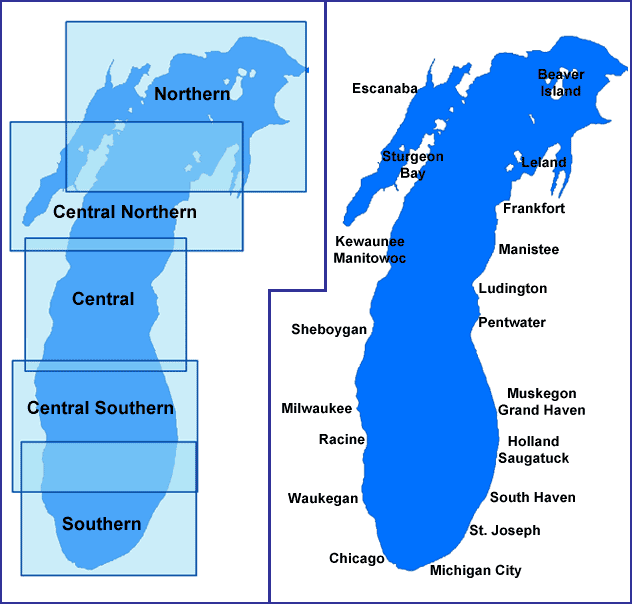 Northern
Central Northern
Central
Central Southern
Southern
Escanaba
Beaver
Island
Sturgeon
Bay
Leland
Frankfort
Kewaunee
Manitowoc
Manistee
Ludington
Pentwater
Sheboygan
Muskegon
Grand Haven
Milwaukee
Racine
Holland
Saugatuck
Waukegan
South Haven
St. Joseph
Chicago
Michigan City